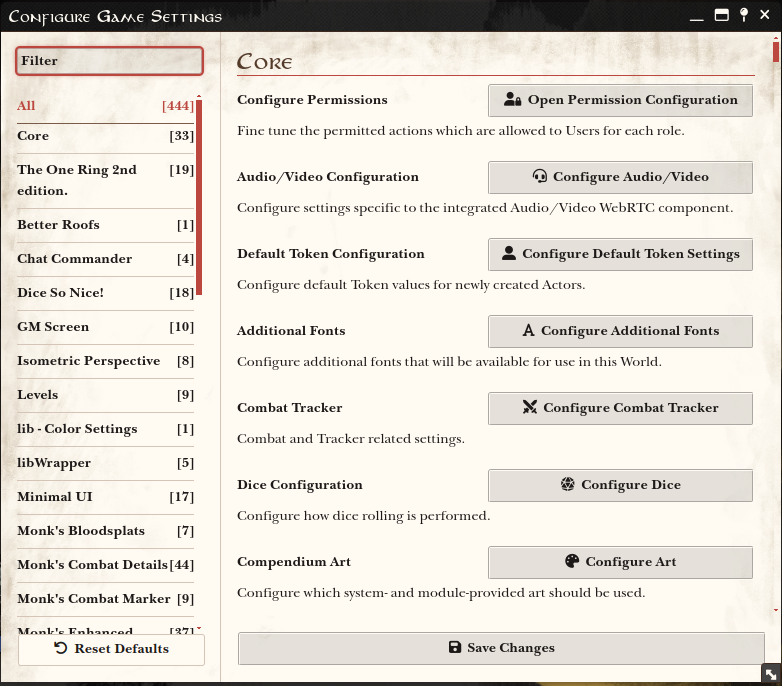 Configure Game Settings
Filter
All [444]
Core [33]
The One Ring 2nd [19]
edition.
Better Roofs [1]
Chat Commander [4]
Dice So Nice! [18]
GM Screen [10]
Isometric Perspective [8]
Levels [9]
lib - Color Settings [1]
libWrapper [5]
Minimal UI [17]
Monk's Bloodsplats [7]
Monk's Combat Details [44]
Monk's Combat Marker [9]
Monk's Enhanced [37]
Reset Defaults
Core
Configure Permissions Open Permission Configuration
Fine tune the permitted actions which are allowed to Users for each role.
Audio/Video Configuration Configure Audio/Video
Configure settings specific to the integrated Audio/Video WebRTC component.
Default Token Configuration Configure Default Token Settings
Configure default Token values for newly created Actors.
Additional Fonts Configure Additional Fonts
Configure additional fonts that will be available for use in this World.
Combat Tracker Configure Combat Tracker
Combat and Tracker related settings.
Dice Configuration Configure Dice
Configure how dice rolling is performed.
Compendium Art Configure Art
Configure which system- and module-provided art should be used.
Save Changes